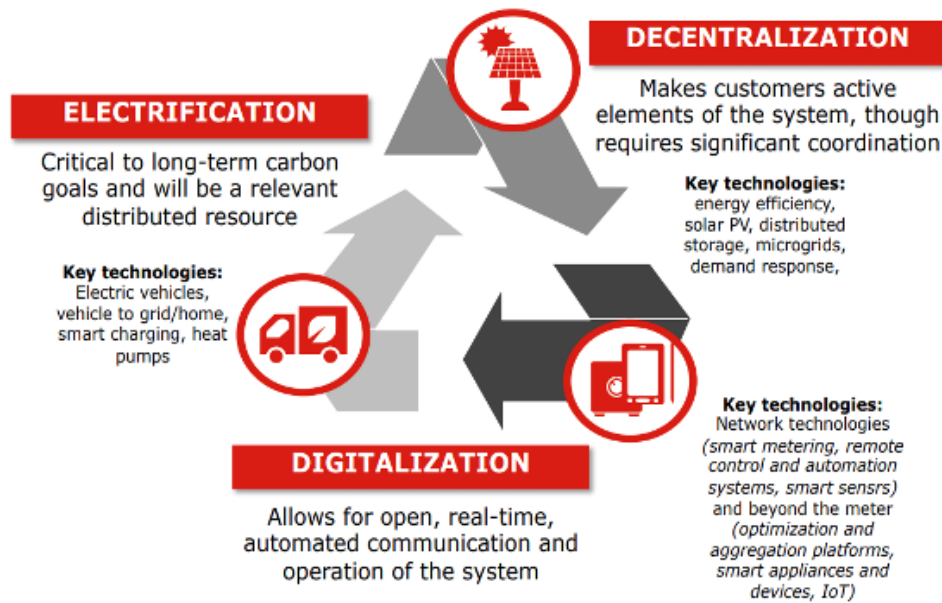 DECENTRALIZATION
Makes customers active
elements of the system, though
requires significant coordination
Key technologies:
energy efficiency,
solar PV, distributed
storage, microgrids,
demand response,
ELECTRIFICATION
Critical to long-term carbon
goals and will be a relevant
distributed resource
Key technologies:
Electric vehicles,
vehicle to grid/home,
smart charging, heat
pumps
DIGITALIZATION
Allows for open, real-time,
automated communication and
operation of the system
Key technologies:
Network technologies
(smart metering, remote
control and automation
systems, smart sensrs)
and beyond the meter
(optimization and
aggregation platforms,
smart appliances and
devices, IoT)